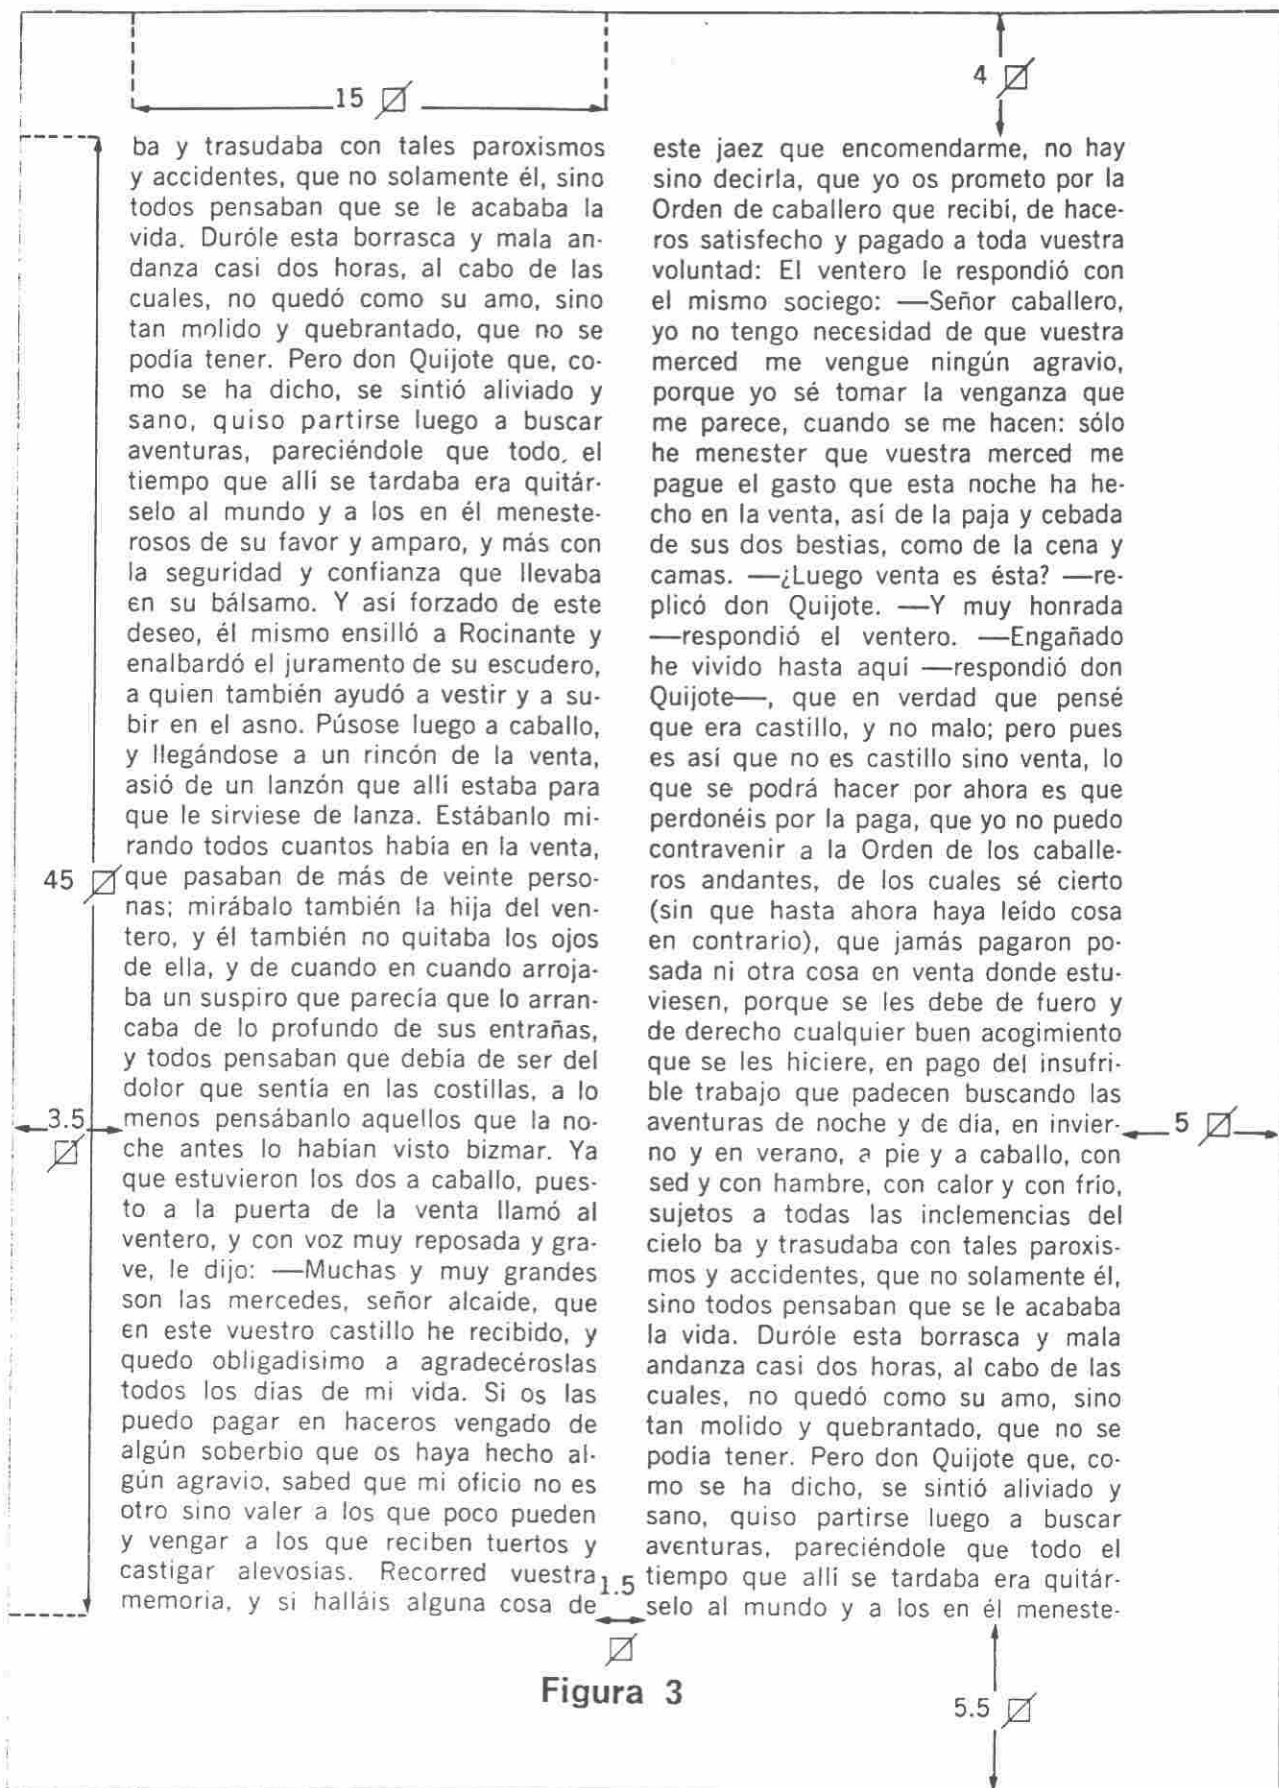 15
4
ba y trasudaba con tales paroxismos
y accidentes, que no solamente él, sino
todos pensaban que se le acababa la
vida. Duróle esta borrasca y mala an-
danza casi dos horas, al cabo de las
cuales, no quedó como su amo, sino
tan molido y quebrantado, que no se
podía tener. Pero don Quijote que, co-
mo se ha dicho, se sintió aliviado y
sano, quiso partirse luego a buscar
aventuras, pareciéndole que todo el
tiempo que allí se tardaba era quitár-
selo al mundo y a los en él meneste-
rosos de su favor y amparo, y más con
la seguridad y confianza que llevaba
en su bálsamo. Y así forzado de este
deseo, él mismo ensilló a Rocinante y
enalbardó el juramento de su escudero,
a quien también ayudó a vestir y a su-
bir en el asno. Púsose luego a caballo,
y llegándose a un rincón de la venta,
asió de un lanzón que allí estaba para
que le sirviese de lanza. Estábanlo mi-
rando todos cuantos había en la venta,
45
que pasaban de más de veinte perso-
nas; mirábalo también la hija del ven-
tero, y él también no quitaba los ojos
de ella, y de cuando en cuando arroja-
ba un suspiro que parecía que lo arran-
caba de lo profundo de sus entrañas,
y todos pensaban que debía de ser del
dolor que sentía en las costillas, a lo
3.5
menos pensábanlo aquellos que la no-
che antes lo habían visto bizmar. Ya
que estuvieron los dos a caballo, pues-
to a la puerta de la venta llamó al
ventero, y con voz muy reposada y gra-
ve, le dijo: —Muchas y muy grandes
son las mercedes, señor alcaide, que
en este vuestro castillo he recibido, y
quedo obligadisimo a agradecéroslas
todos los días de mi vida. Si os las
puedo pagar en haceros vengado de
algún soberbio que os haya hecho al-
gún agravio, sabed que mi oficio no es
otro sino valer a los que poco pueden
y vengar a los que reciben tuertos y
castigar alevosias. Recorred vuestra
memoria, y si halláis alguna cosa de
1.5
este jaez que encomendarme, no hay
sino decirla, que yo os prometo por la
Orden de caballero que recibí, de hace-
ros satisfecho y pagado a toda vuestra
voluntad: El ventero le respondió con
el mismo sociego: —Señor caballero,
yo no tengo necesidad de que vuestra
merced me vengue ningún agravio,
porque yo sé tomar la venganza que
me parece, cuando se me hacen: sólo
he menester que vuestra merced me
pague el gasto que esta noche ha he-
cho en la venta, así de la paja y cebada
de sus dos bestias, como de la cena y
camas. —¿Luego venta es ésta? —re-
plicó don Quijote. —Y muy honrada
—respondió el ventero. —Engañado
he vivido hasta aquí —respondió don
Quijote—, que en verdad que pensé
que era castillo, y no malo; pero pues
es así que no es castillo sino venta, lo
que se podrá hacer por ahora es que
perdonéis por la paga, que yo no puedo
contravenir a la Orden de los caballe-
ros andantes, de los cuales sé cierto
(sin que hasta ahora haya leído cosa
en contrario), que jamás pagaron po-
sada ni otra cosa en venta donde estu-
viesen, porque se les debe de fuero y
de derecho cualquier buen acogimiento
que se les hiciere, en pago del insufri-
ble trabajo que padecen buscando las
aventuras de noche y de día, en invier-
5
no y en verano, a pie y a caballo, con
sed y con hambre, con calor y con frío,
sujetos a todas las inclemencias del
cielo ba y trasudaba con tales paroxis-
mos y accidentes, que no solamente él,
sino todos pensaban que se le acababa
la vida. Duróle esta borrasca y mala
andanza casi dos horas, al cabo de las
cuales, no quedó como su amo, sino
tan molido y quebrantado, que no se
podía tener. Pero don Quijote que, co-
mo se ha dicho, se sintió aliviado y
sano, quiso partirse luego a buscar
aventuras, pareciéndole que todo el
tiempo que allí se tardaba era quitár-
selo al mundo y a los en él meneste-
Figura 3
5.5